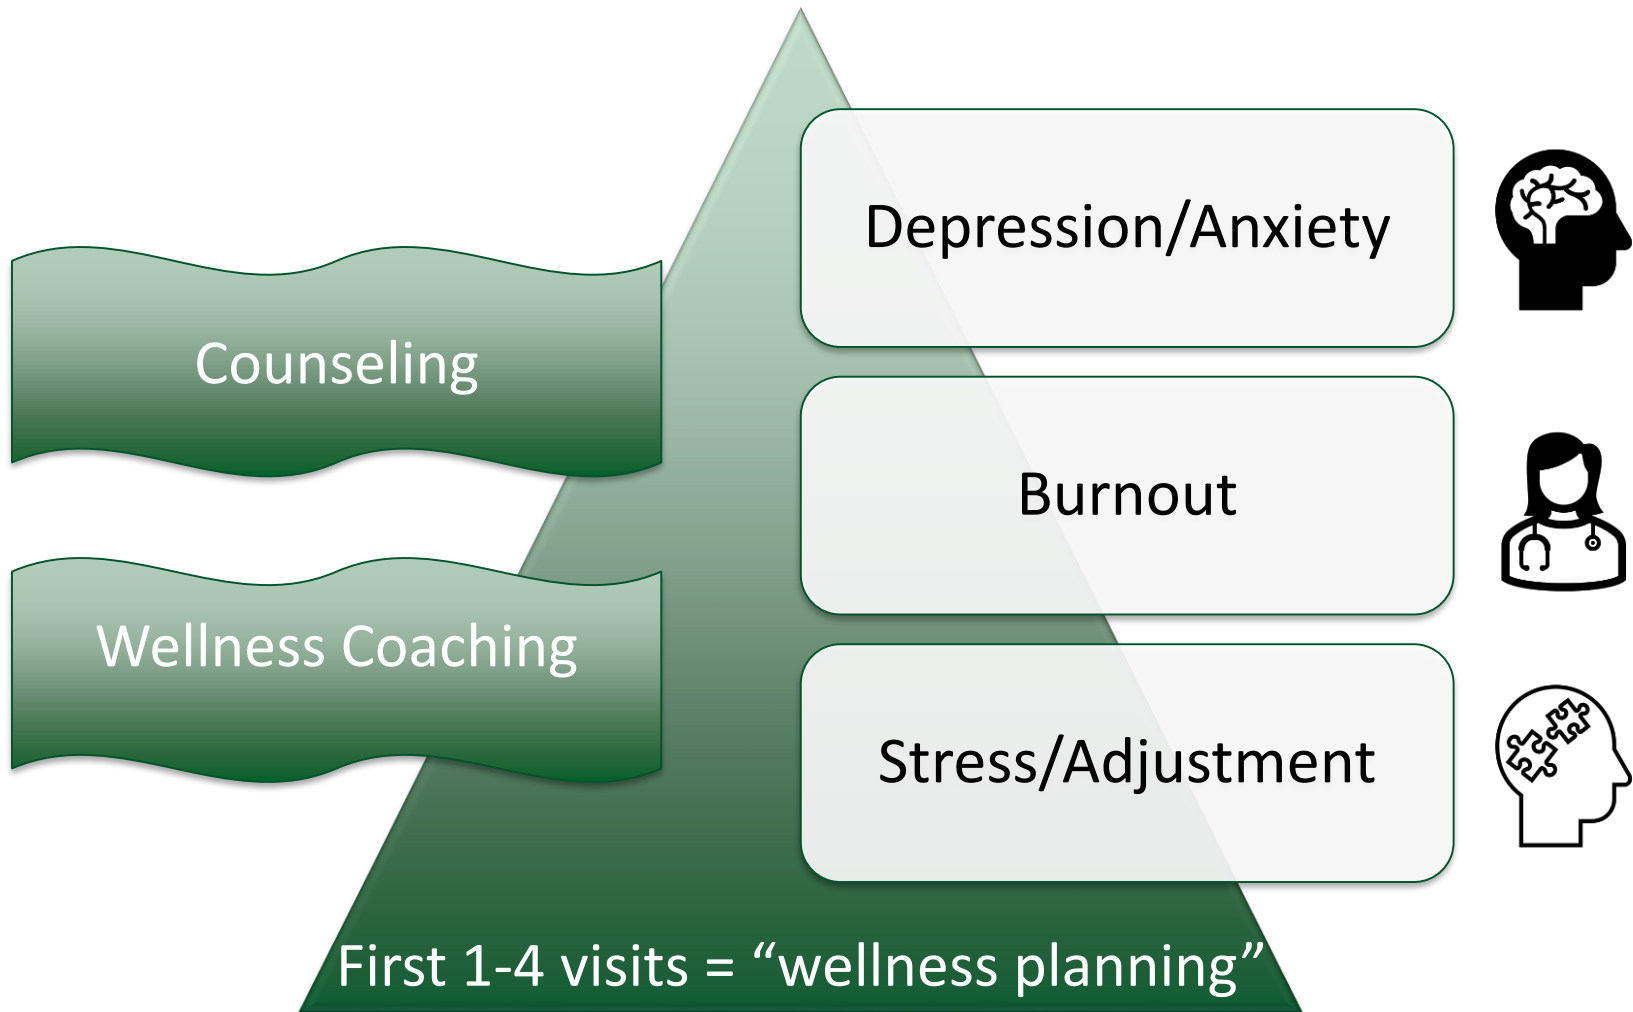 Depression/Anxiety
Counseling
Burnout
Wellness Coaching
Stress/Adjustment
First 1-4 visits = “wellness planning”